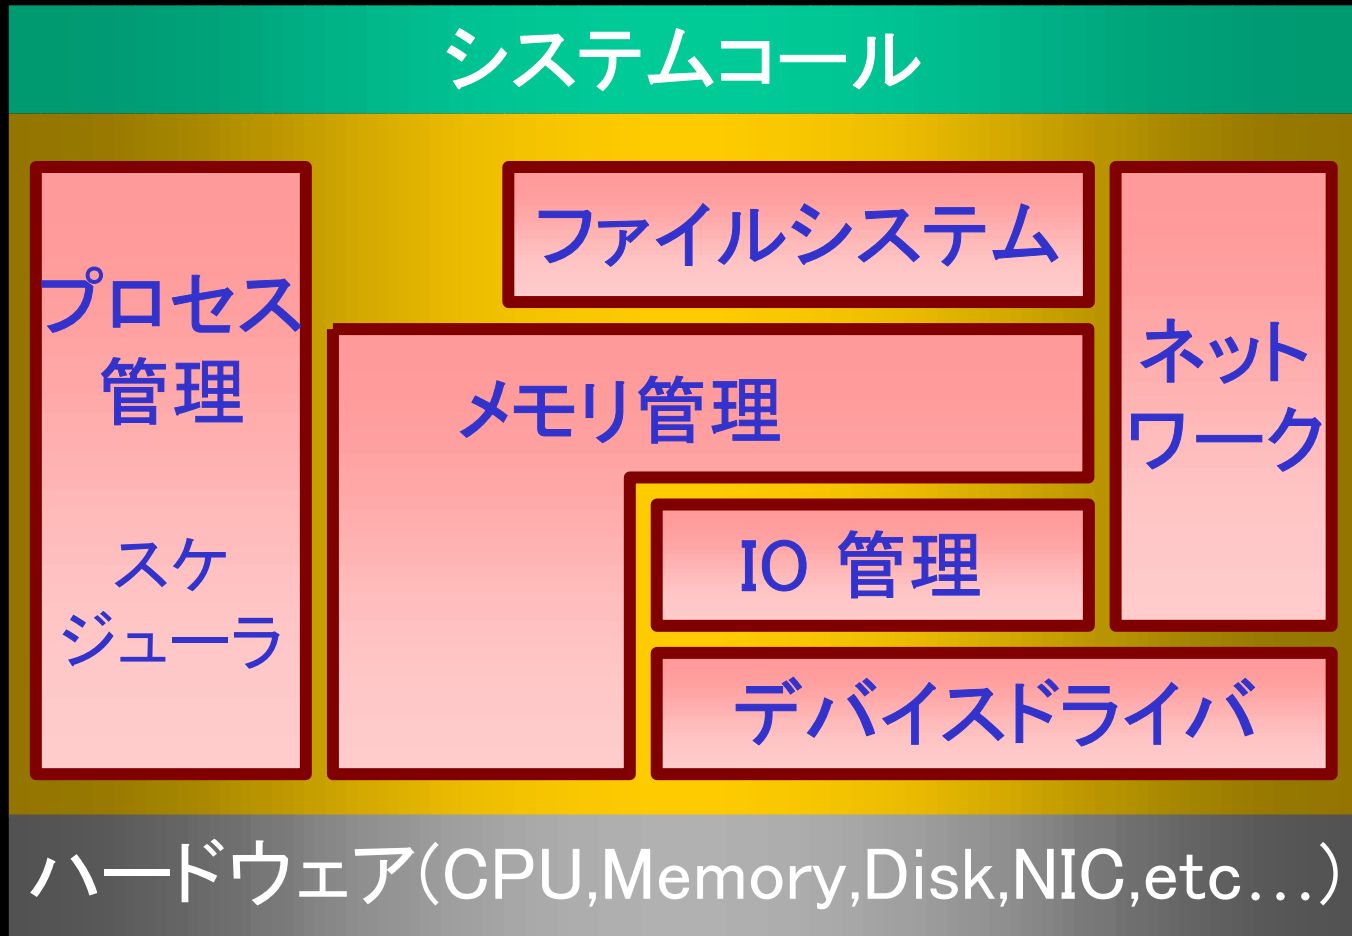 システムコール
プロセス
管理
スケ
ジューラ
ファイルシステム
メモリ管理
IO 管理
デバイスドライバ
ネット
ワーク
ハードウェア(CPU,Memory,Disk,NIC,etc...)